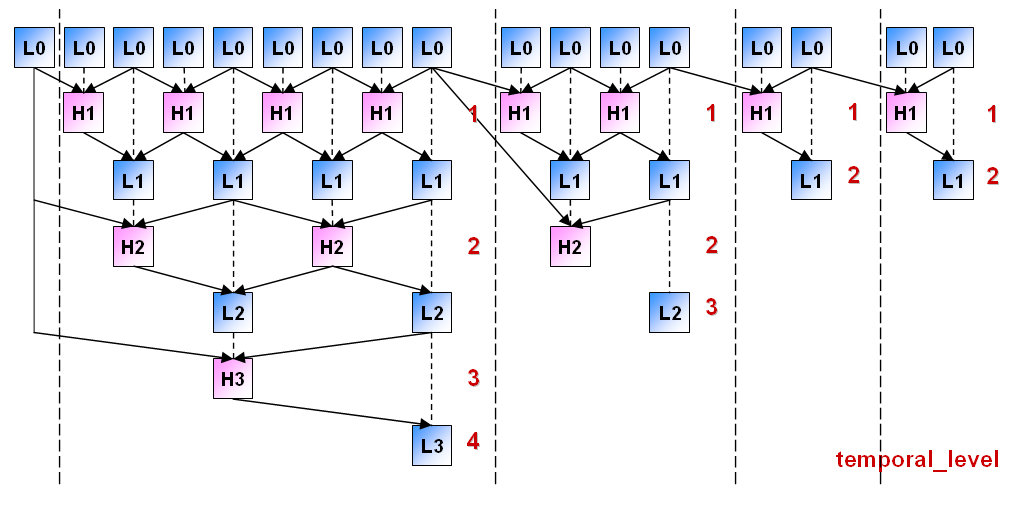 L0 L0 L0 L0 L0 L0 L0 L0 L0 L0 L0 L0 L0 L0 L0 L0 L0
H1 H1 H1 H1 1 H1 H1 1 H1 1 H1 1
L1 L1 L1 L1 L1 L1 L1 2 L1 2
H2 H2 2 H2 2
L2 L2 L2 3
H3 3
L3 4
temporal_level